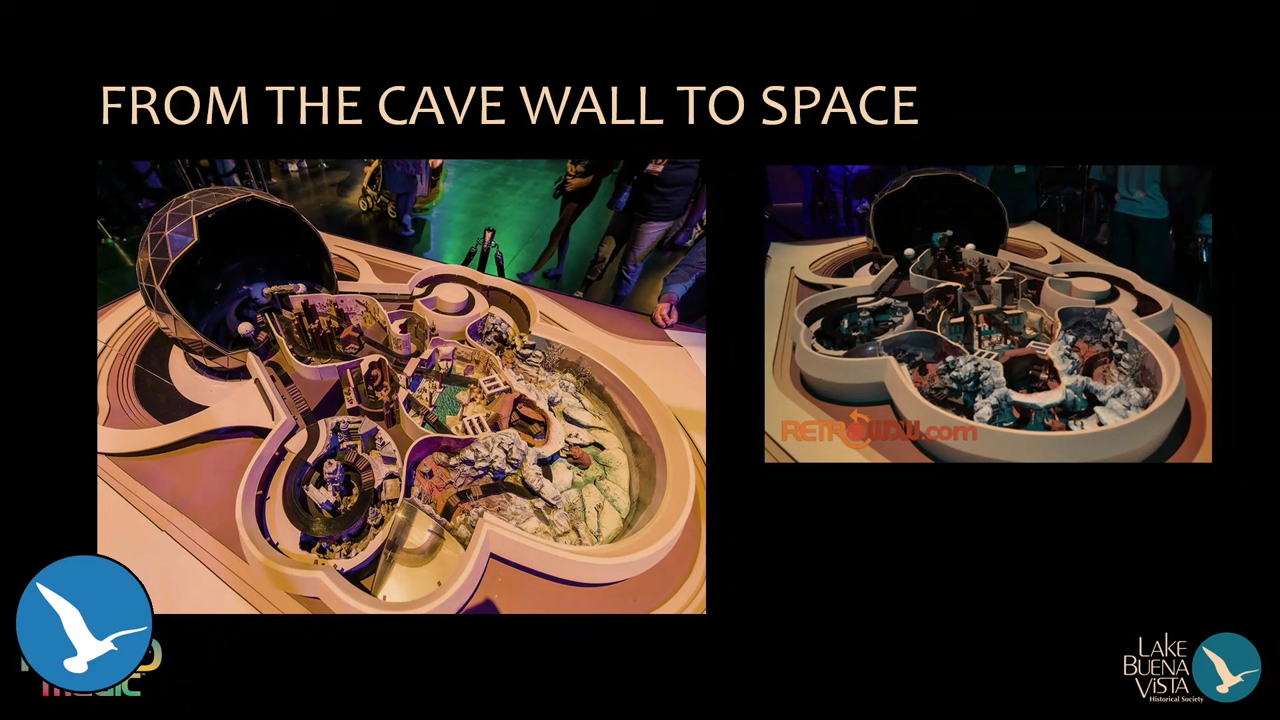 FROM THE CAVE WALL TO SPACE
RETROWDW.com
LAKE
BUENA
VISTA
Historical Society